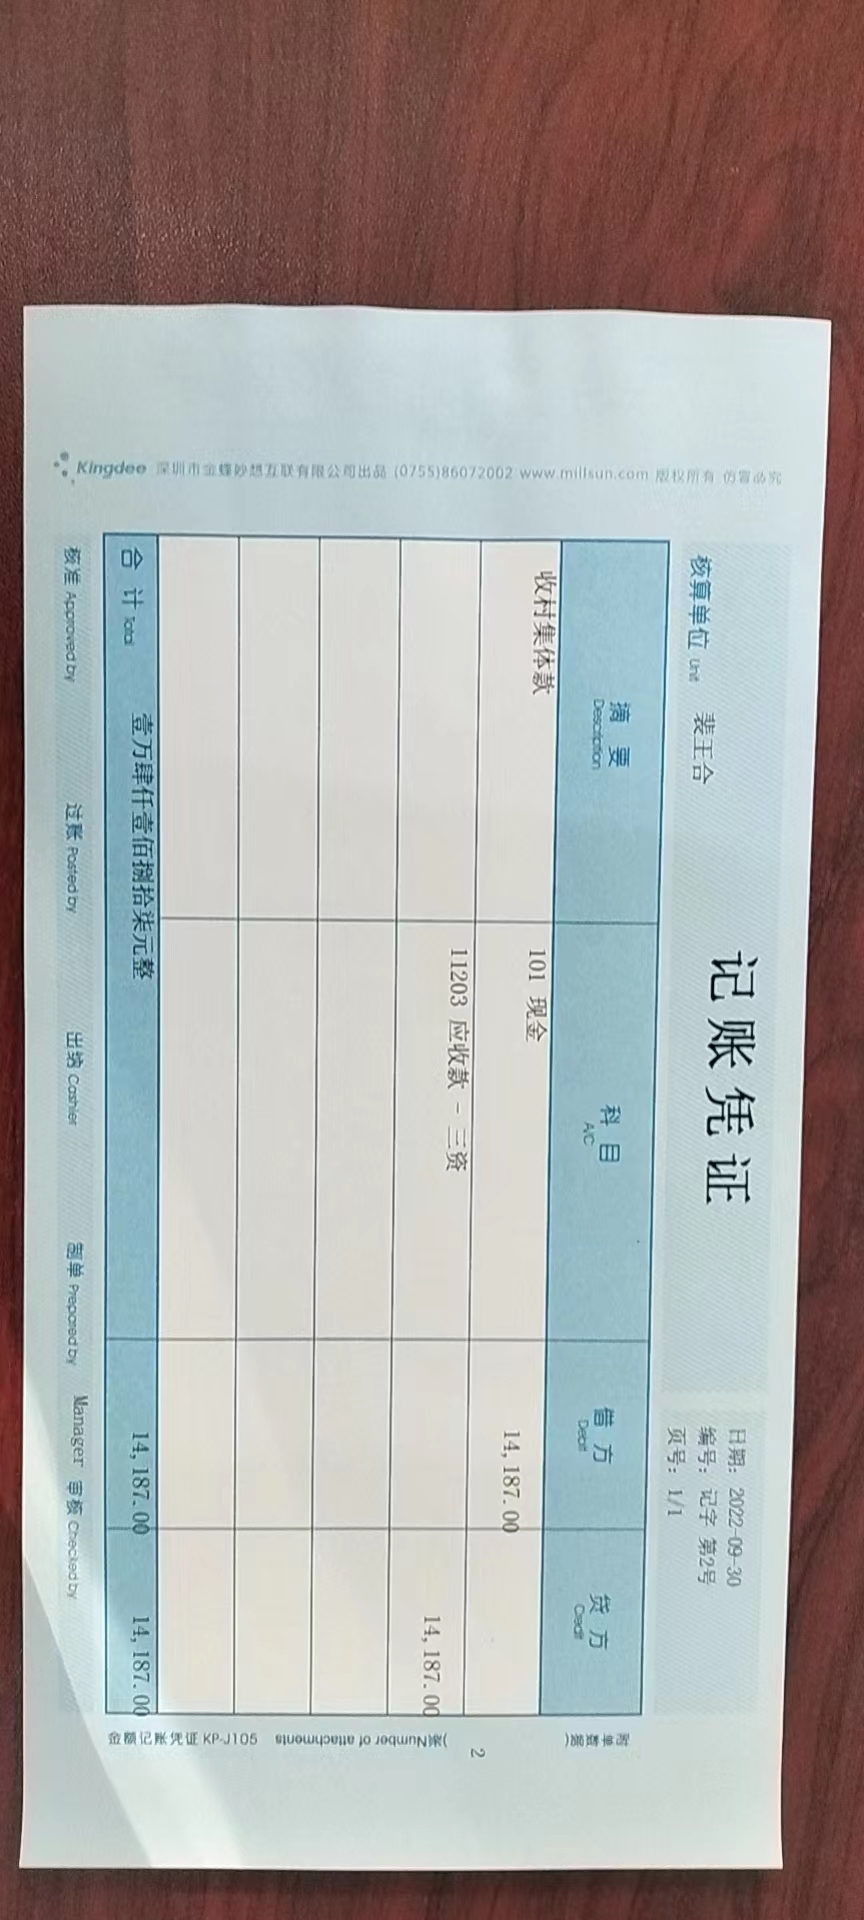 记账凭证
日期: 2022-09-30
编号: 记字 第2号
核算单位 Unit 裴王合
页号: 1/1
摘 要 科 目 借 方 贷 方
Description A/C Debit Credit
收村集体款 101 现金 14,187.00
11203 应收款 - 三资 14,187.00
合 计 Total 壹万肆仟壹佰捌拾柒元整 14,187.00 14,187.00
核准 Approved by 过账 Posted by 出纳 Cashier 制单 Prepared by Manager 审核 Checked by
附单数据(
2
)张Number of attachments
金额记账凭证 KP-J105
Kingdee 深圳市金蝶妙想互联有限公司出品 (0755)86072002 www.millsun.com 版权所有 仿冒必究